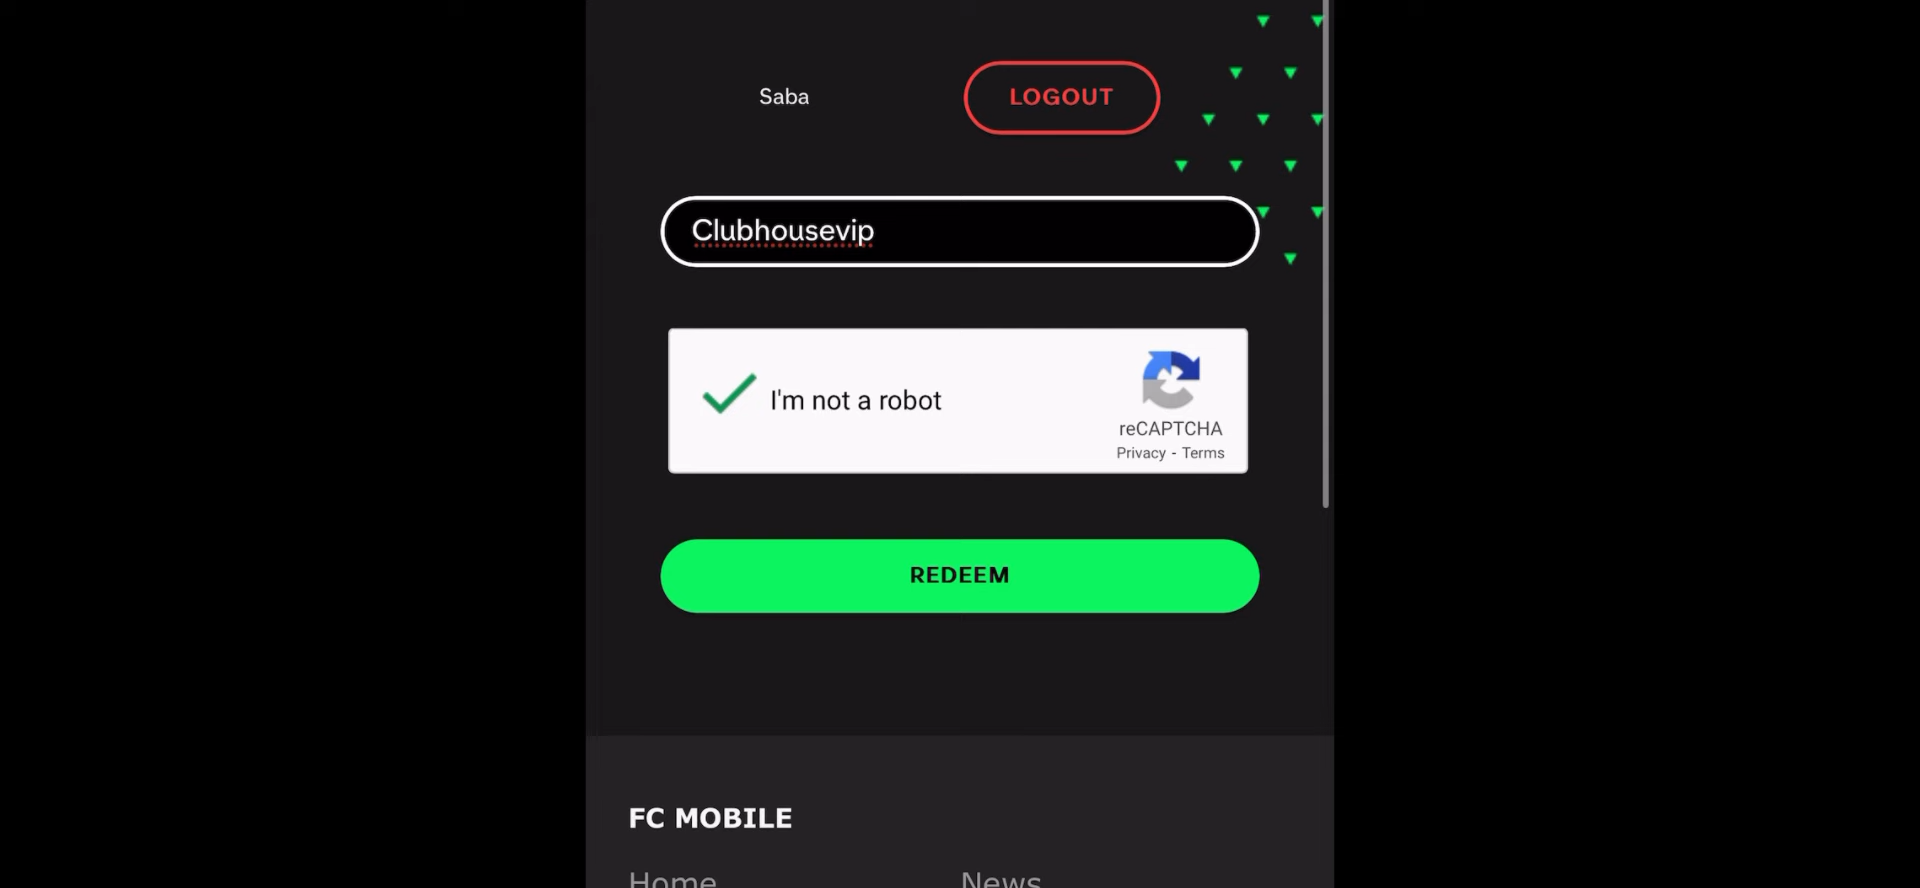 Saba
LOGOUT
Clubhousevip
I'm not a robot
reCAPTCHA
Privacy - Terms
REDEEM
FC MOBILE
Home
News